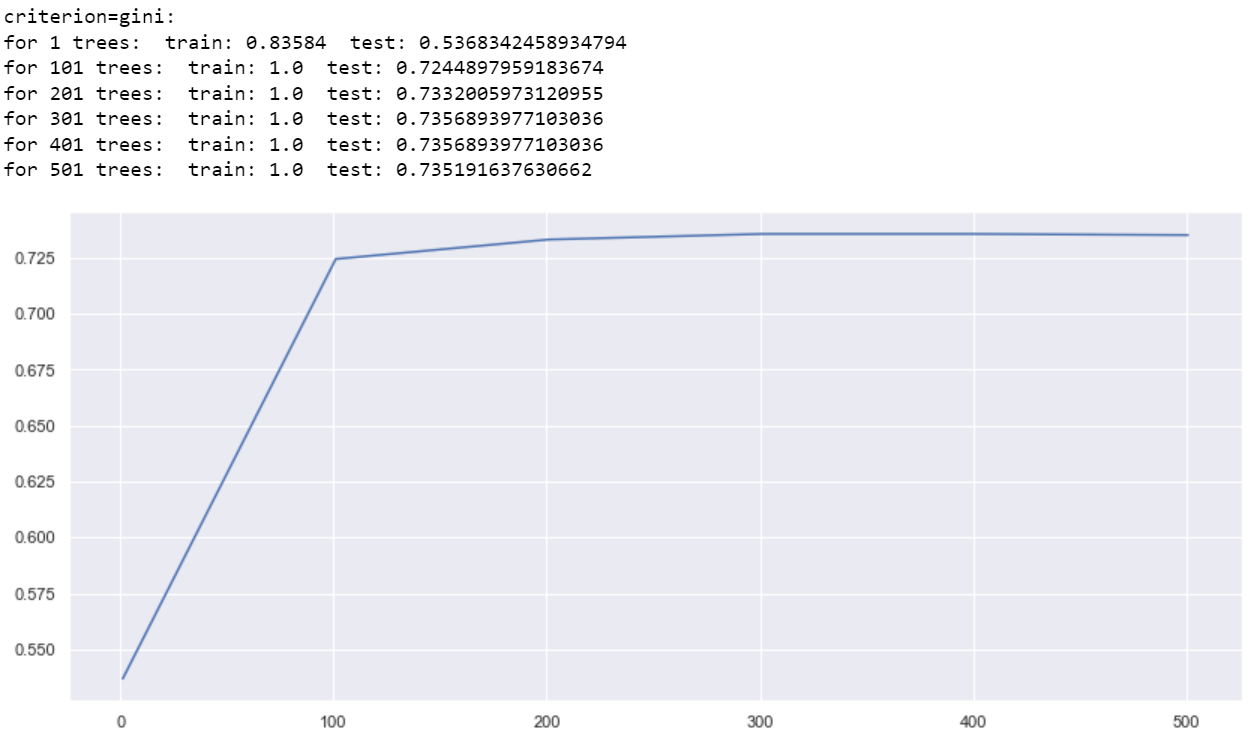 criterion=gini:
for 1 trees:  train: 0.83584  test: 0.5368342458934794
for 101 trees:  train: 1.0  test: 0.7244897959183674
for 201 trees:  train: 1.0  test: 0.7332005973120955
for 301 trees:  train: 1.0  test: 0.7356893977103036
for 401 trees:  train: 1.0  test: 0.7356893977103036
for 501 trees:  train: 1.0  test: 0.735191637630662
0.725
0.700
0.675
0.650
0.625
0.600
0.575
0.550
0 100 200 300 400 500